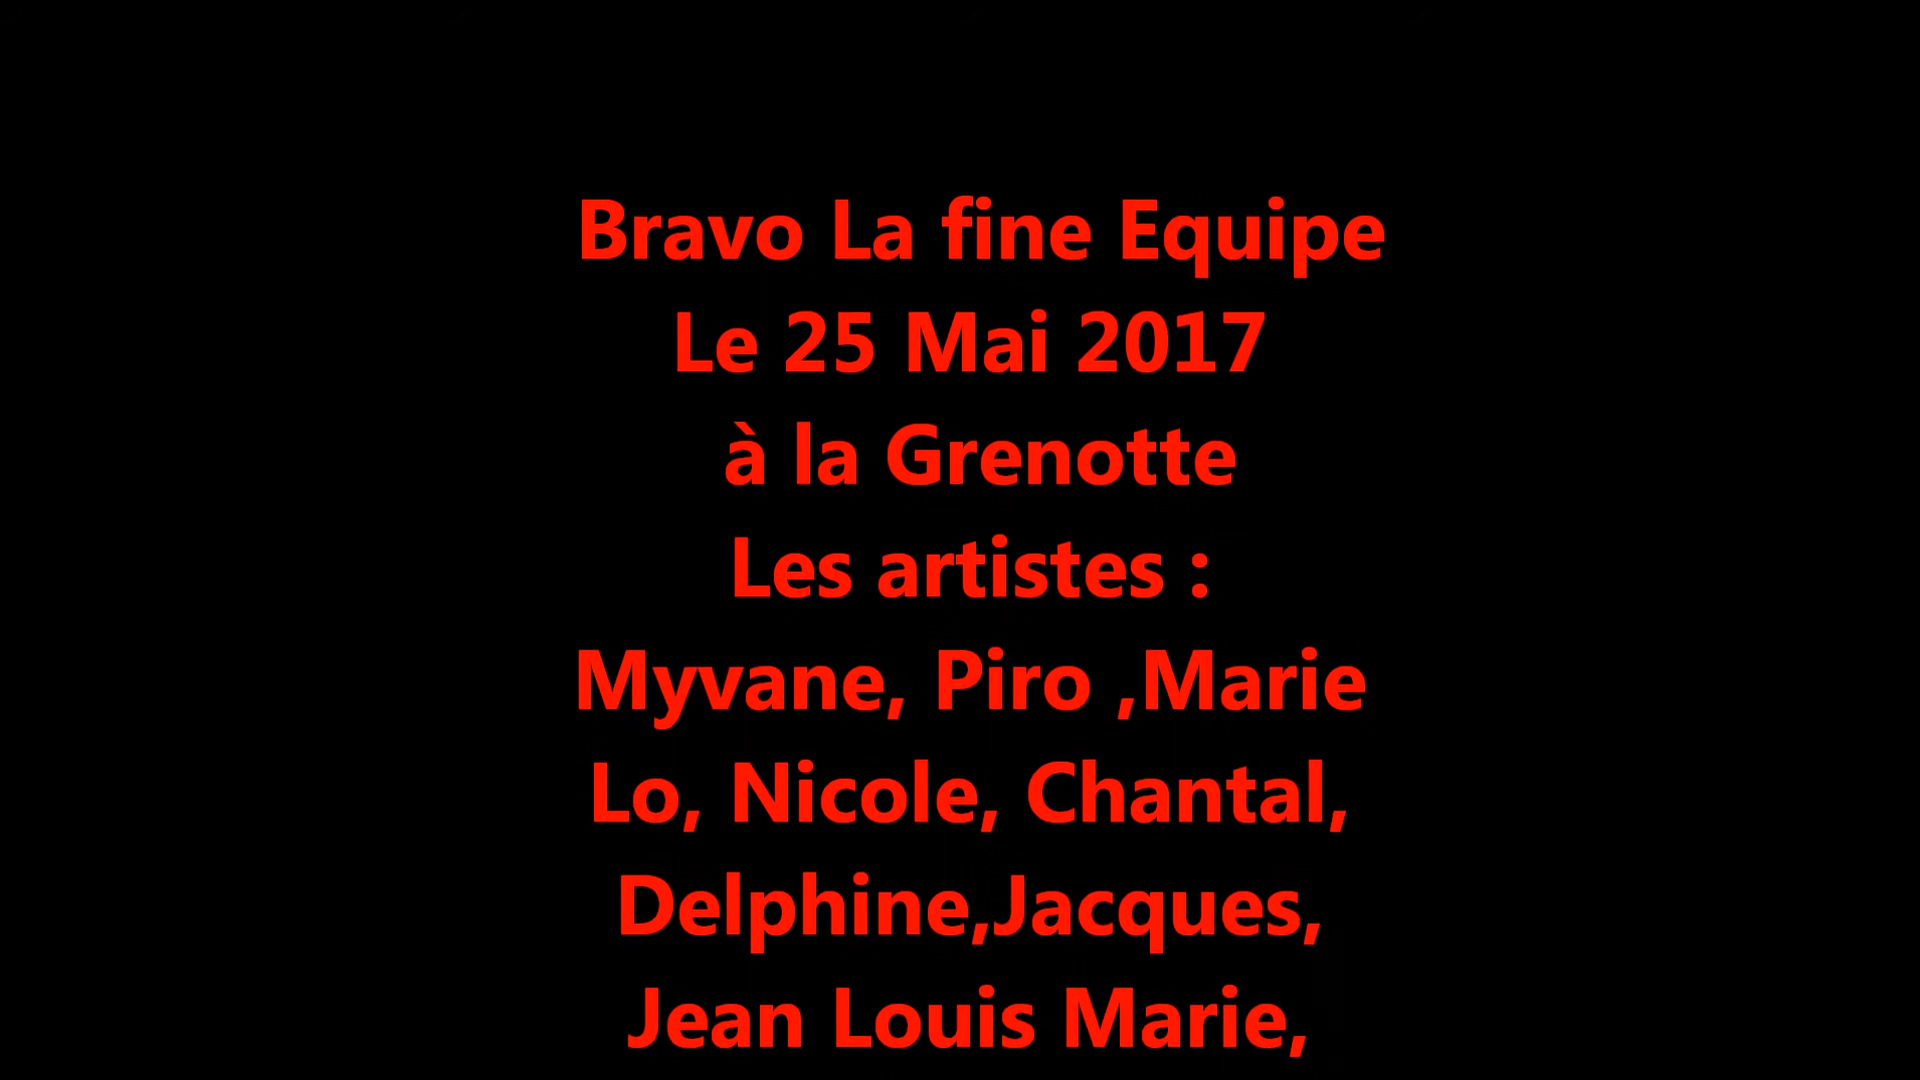 Bravo La fine Equipe
Le 25 Mai 2017
à la Grenotte
Les artistes :
Myvane, Piro ,Marie
Lo, Nicole, Chantal,
Delphine,Jacques,
Jean Louis Marie,